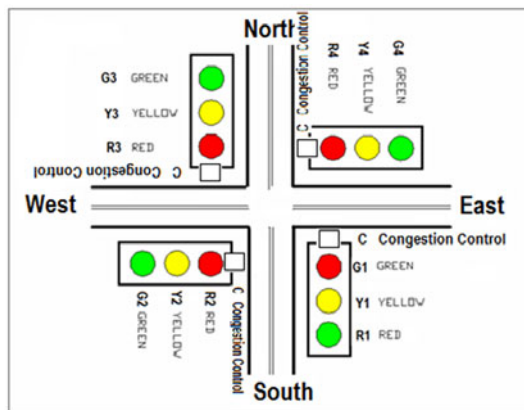 North
G3 GREEN
Y3 YELLOW
R3 RED
C Congestion Control
C Congestion Control
R4 RED
Y4 YELLOW
G4 GREEN
West
East
G2 GREEN
Y2 YELLOW
R2 RED
C Congestion Control
C Congestion Control
G1 GREEN
Y1 YELLOW
R1 RED
South